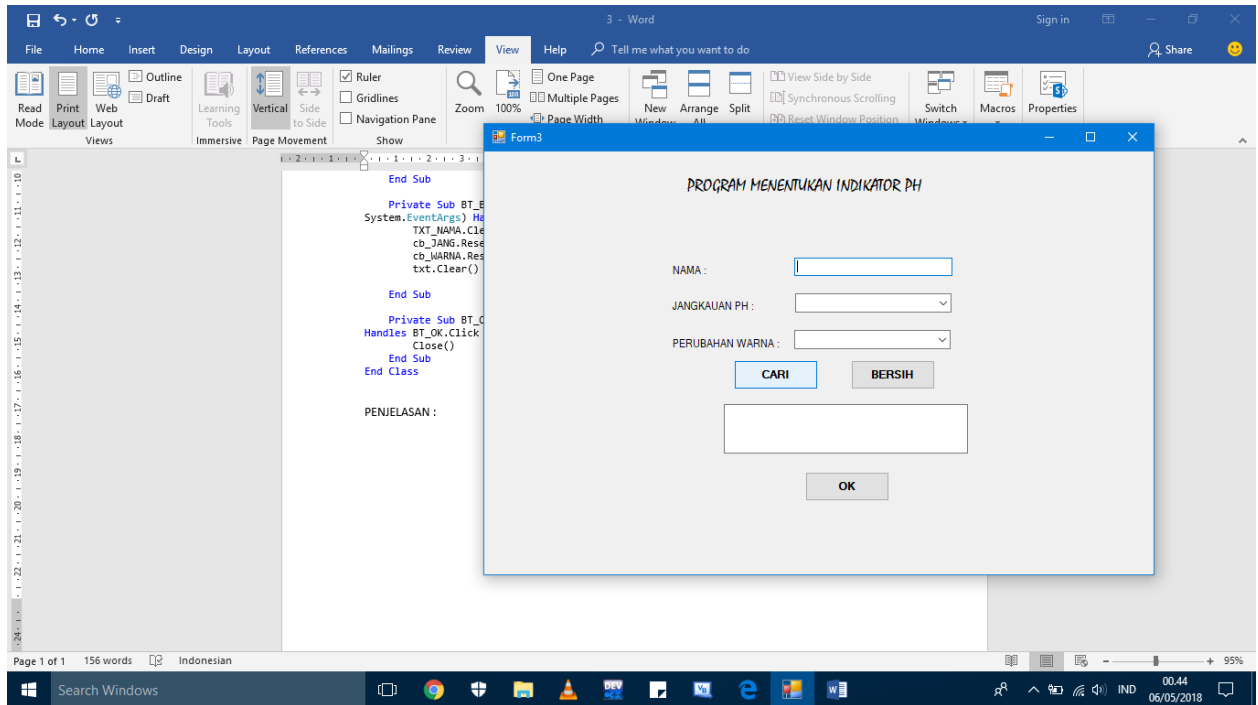 3 - Word
Sign in
File Home Insert Design Layout References Mailings Review View Help Tell me what you want to do Share
Read Mode
Print Layout
Web Layout
Outline
Draft
Views
Learning Tools
Immersive
Vertical
Side to Side
Page Movement
Ruler
Gridlines
Navigation Pane
Show
Zoom
100%
One Page
Multiple Pages
Page Width
New Window
Arrange All
Split
View Side by Side
Synchronous Scrolling
Reset Window Position
Switch Windows
Macros
Properties
End Sub
Private Sub BT_B
System.EventArgs) Ha
TXT_NAMA.Cle
cb_JANG.Rese
cb_WARNA.Res
txt.Clear()
End Sub
Private Sub BT_O
Handles BT_OK.Click
Close()
End Sub
End Class
PENJELASAN :
Form3
PROGRAM MENENTUKAN INDIKATOR PH
NAMA :
JANGKAUAN PH :
PERUBAHAN WARNA :
CARI BERSIH
OK
Page 1 of 1 156 words Indonesian 95%
Search Windows
DEV
IND
00.44
06/05/2018